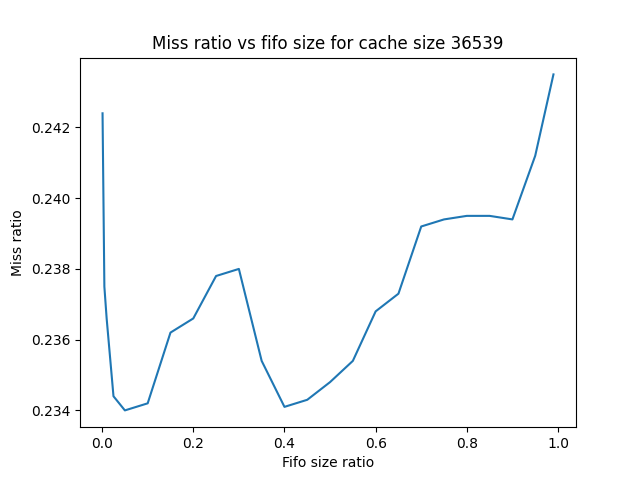 Miss ratio vs fifo size for cache size 36539
0.242
0.240
0.238
0.236
0.234
Miss ratio
0.0 0.2 0.4 0.6 0.8 1.0
Fifo size ratio